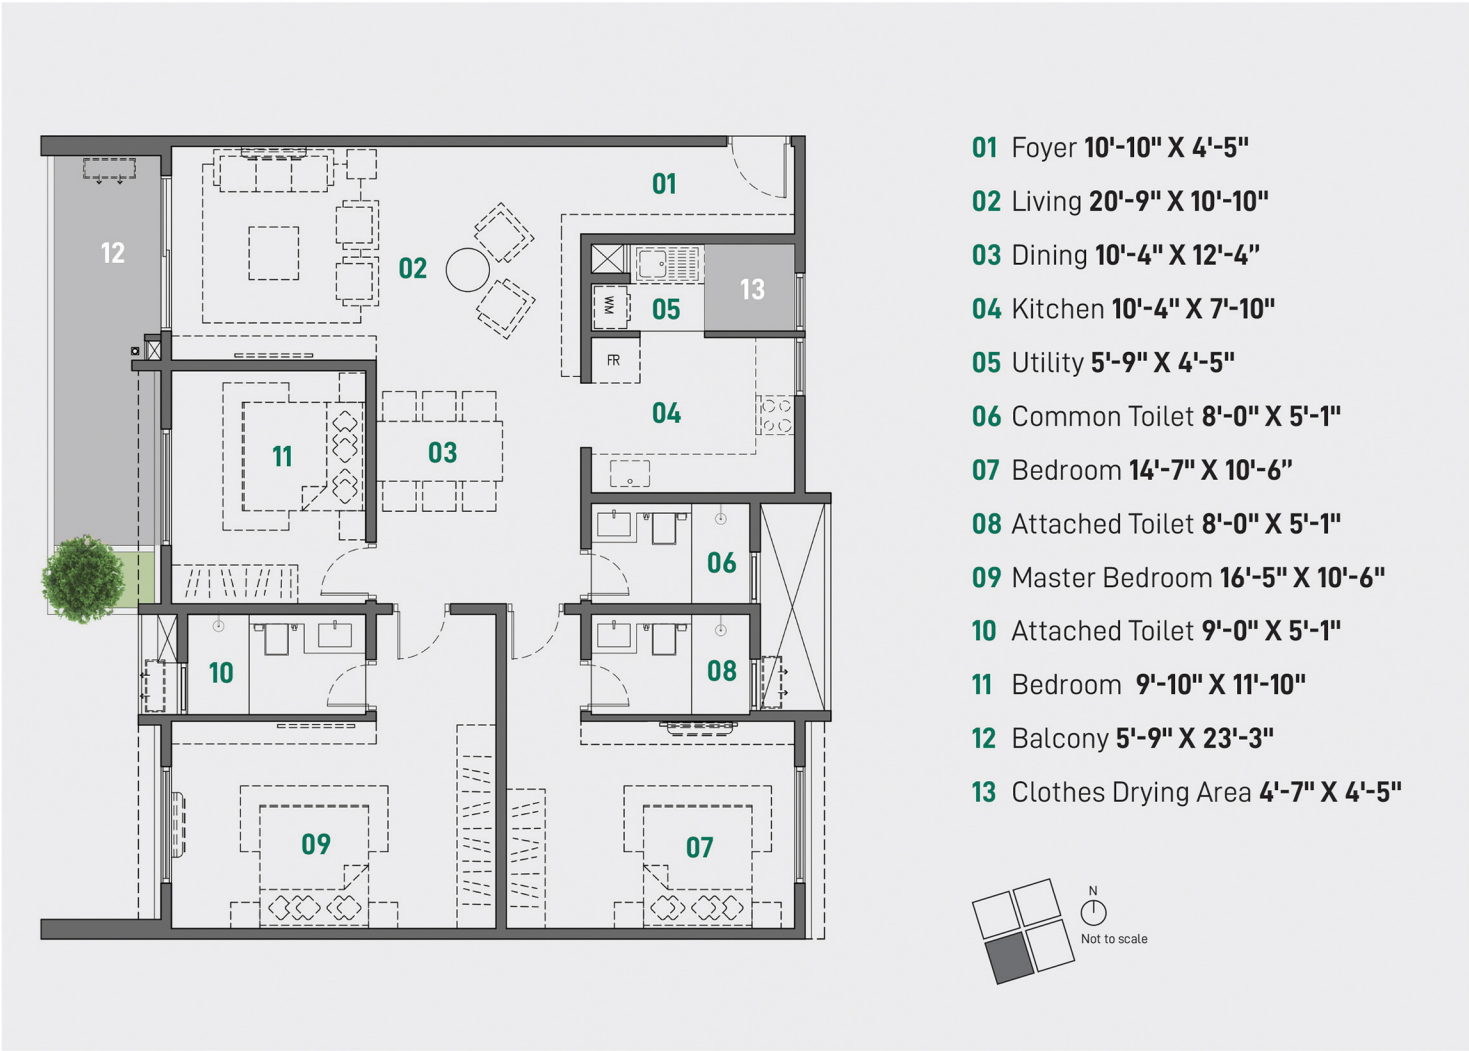 01 Foyer 10'-10" X 4'-5"
02 Living 20'-9" X 10'-10"
03 Dining 10'-4" X 12'-4”
04 Kitchen 10'-4" X 7'-10"
05 Utility 5'-9" X 4'-5"
06 Common Toilet 8'-0" X 5'-1"
07 Bedroom 14'-7" X 10'-6”
08 Attached Toilet 8'-0" X 5'-1"
09 Master Bedroom 16'-5" X 10'-6"
10 Attached Toilet 9'-0" X 5'-1"
11 Bedroom 9'-10" X 11'-10"
12 Balcony 5'-9" X 23'-3"
13 Clothes Drying Area 4'-7" X 4'-5"
01
12
02
13
05
WM
FR
04
11
03
06
10
08
09
07
N
Not to scale